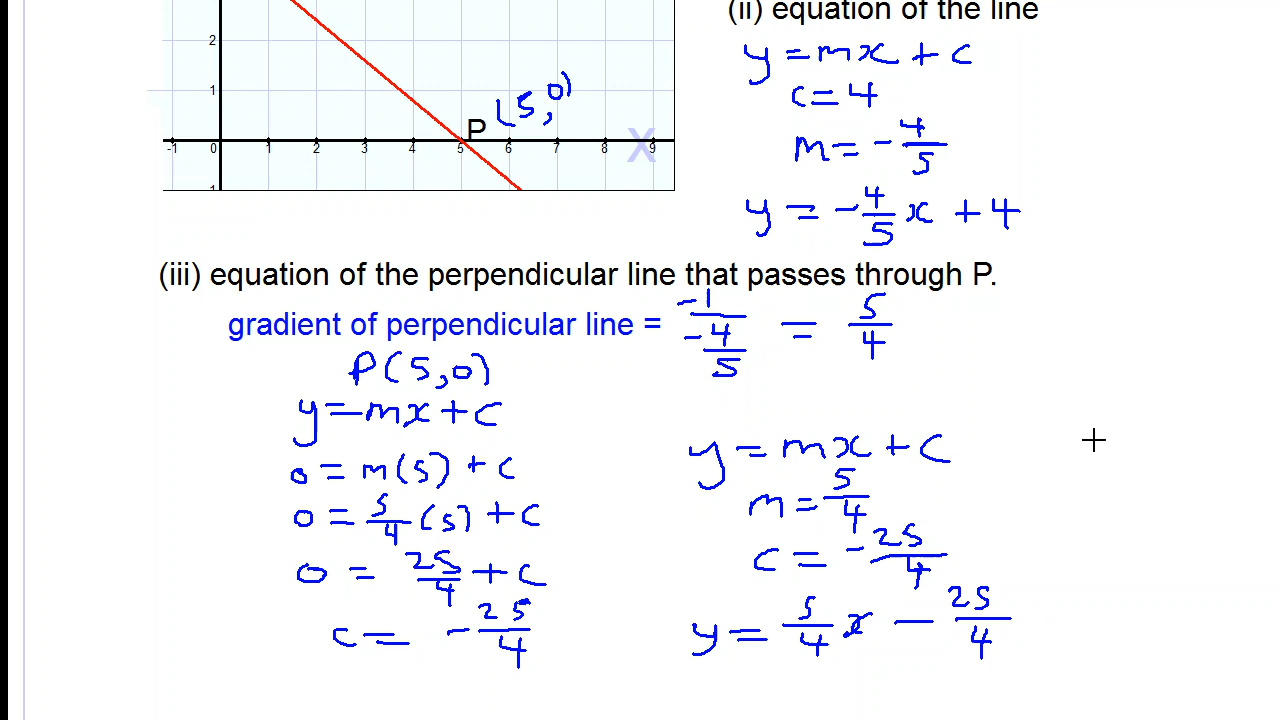 (ii) equation of the line
y = mx + c
c = 4
m = -4/5
y = -4/5 x + 4
2
1
P (5,0)
-1 0 1 2 3 4 5 6 7 8 9
X
(iii) equation of the perpendicular line that passes through P.
gradient of perpendicular line = -1/(-4/5) = 5/4
P(5,0)
y = mx + c
0 = m(5) + c
0 = 5/4 (5) + c
0 = 25/4 + c
c = -25/4
y = mx + c
m = 5/4
c = -25/4
y = 5/4 x - 25/4